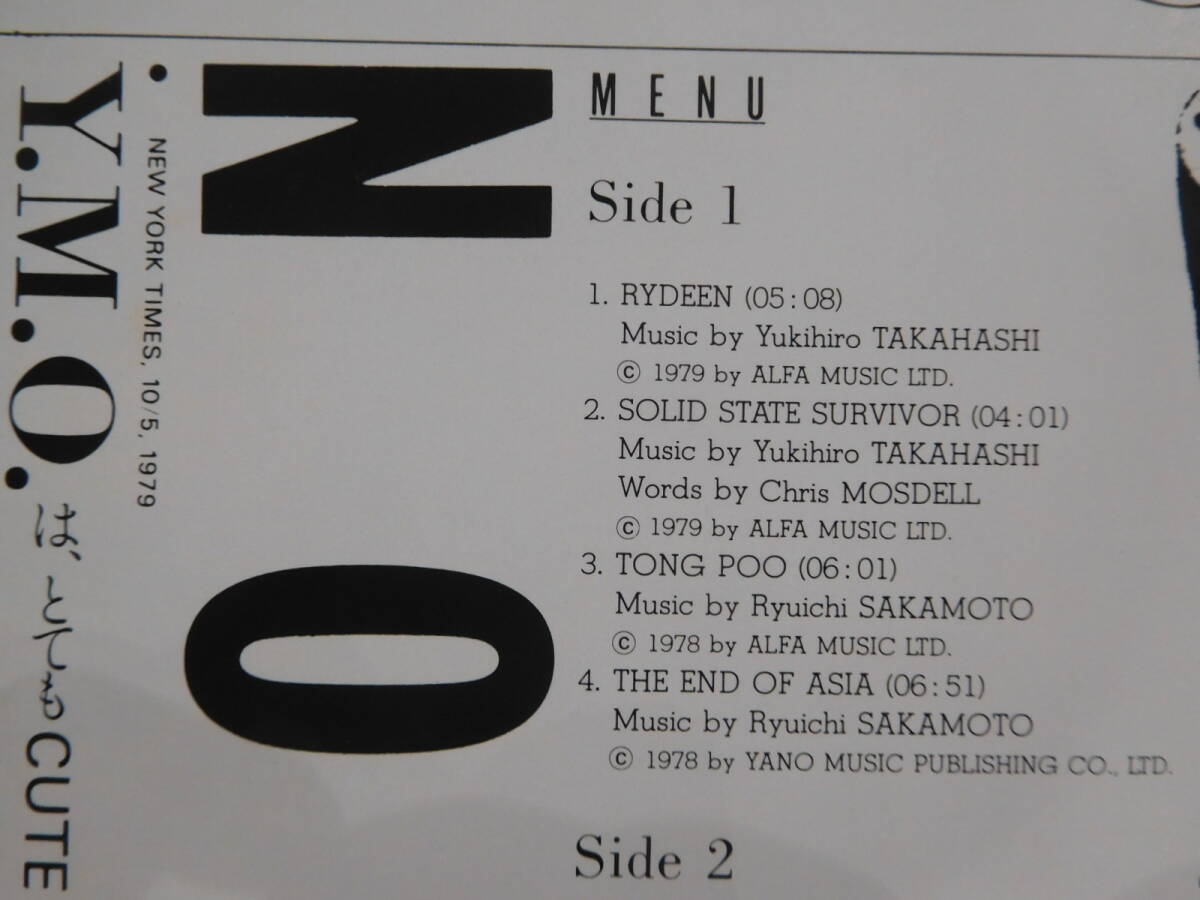 MENU
Side 1
1. RYDEEN (05:08)
Music by Yukihiro TAKAHASHI
© 1979 by ALFA MUSIC LTD.
2. SOLID STATE SURVIVOR (04:01)
Music by Yukihiro TAKAHASHI
Words by Chris MOSDELL
© 1979 by ALFA MUSIC LTD.
3. TONG POO (06:01)
Music by Ryuichi SAKAMOTO
© 1978 by ALFA MUSIC LTD.
4. THE END OF ASIA (06:51)
Music by Ryuichi SAKAMOTO
© 1978 by YANO MUSIC PUBLISHING CO., LTD.
Side 2
NO
• NEW YORK TIMES, 10/5, 1979
Y.M.O.は、とてもCUTE